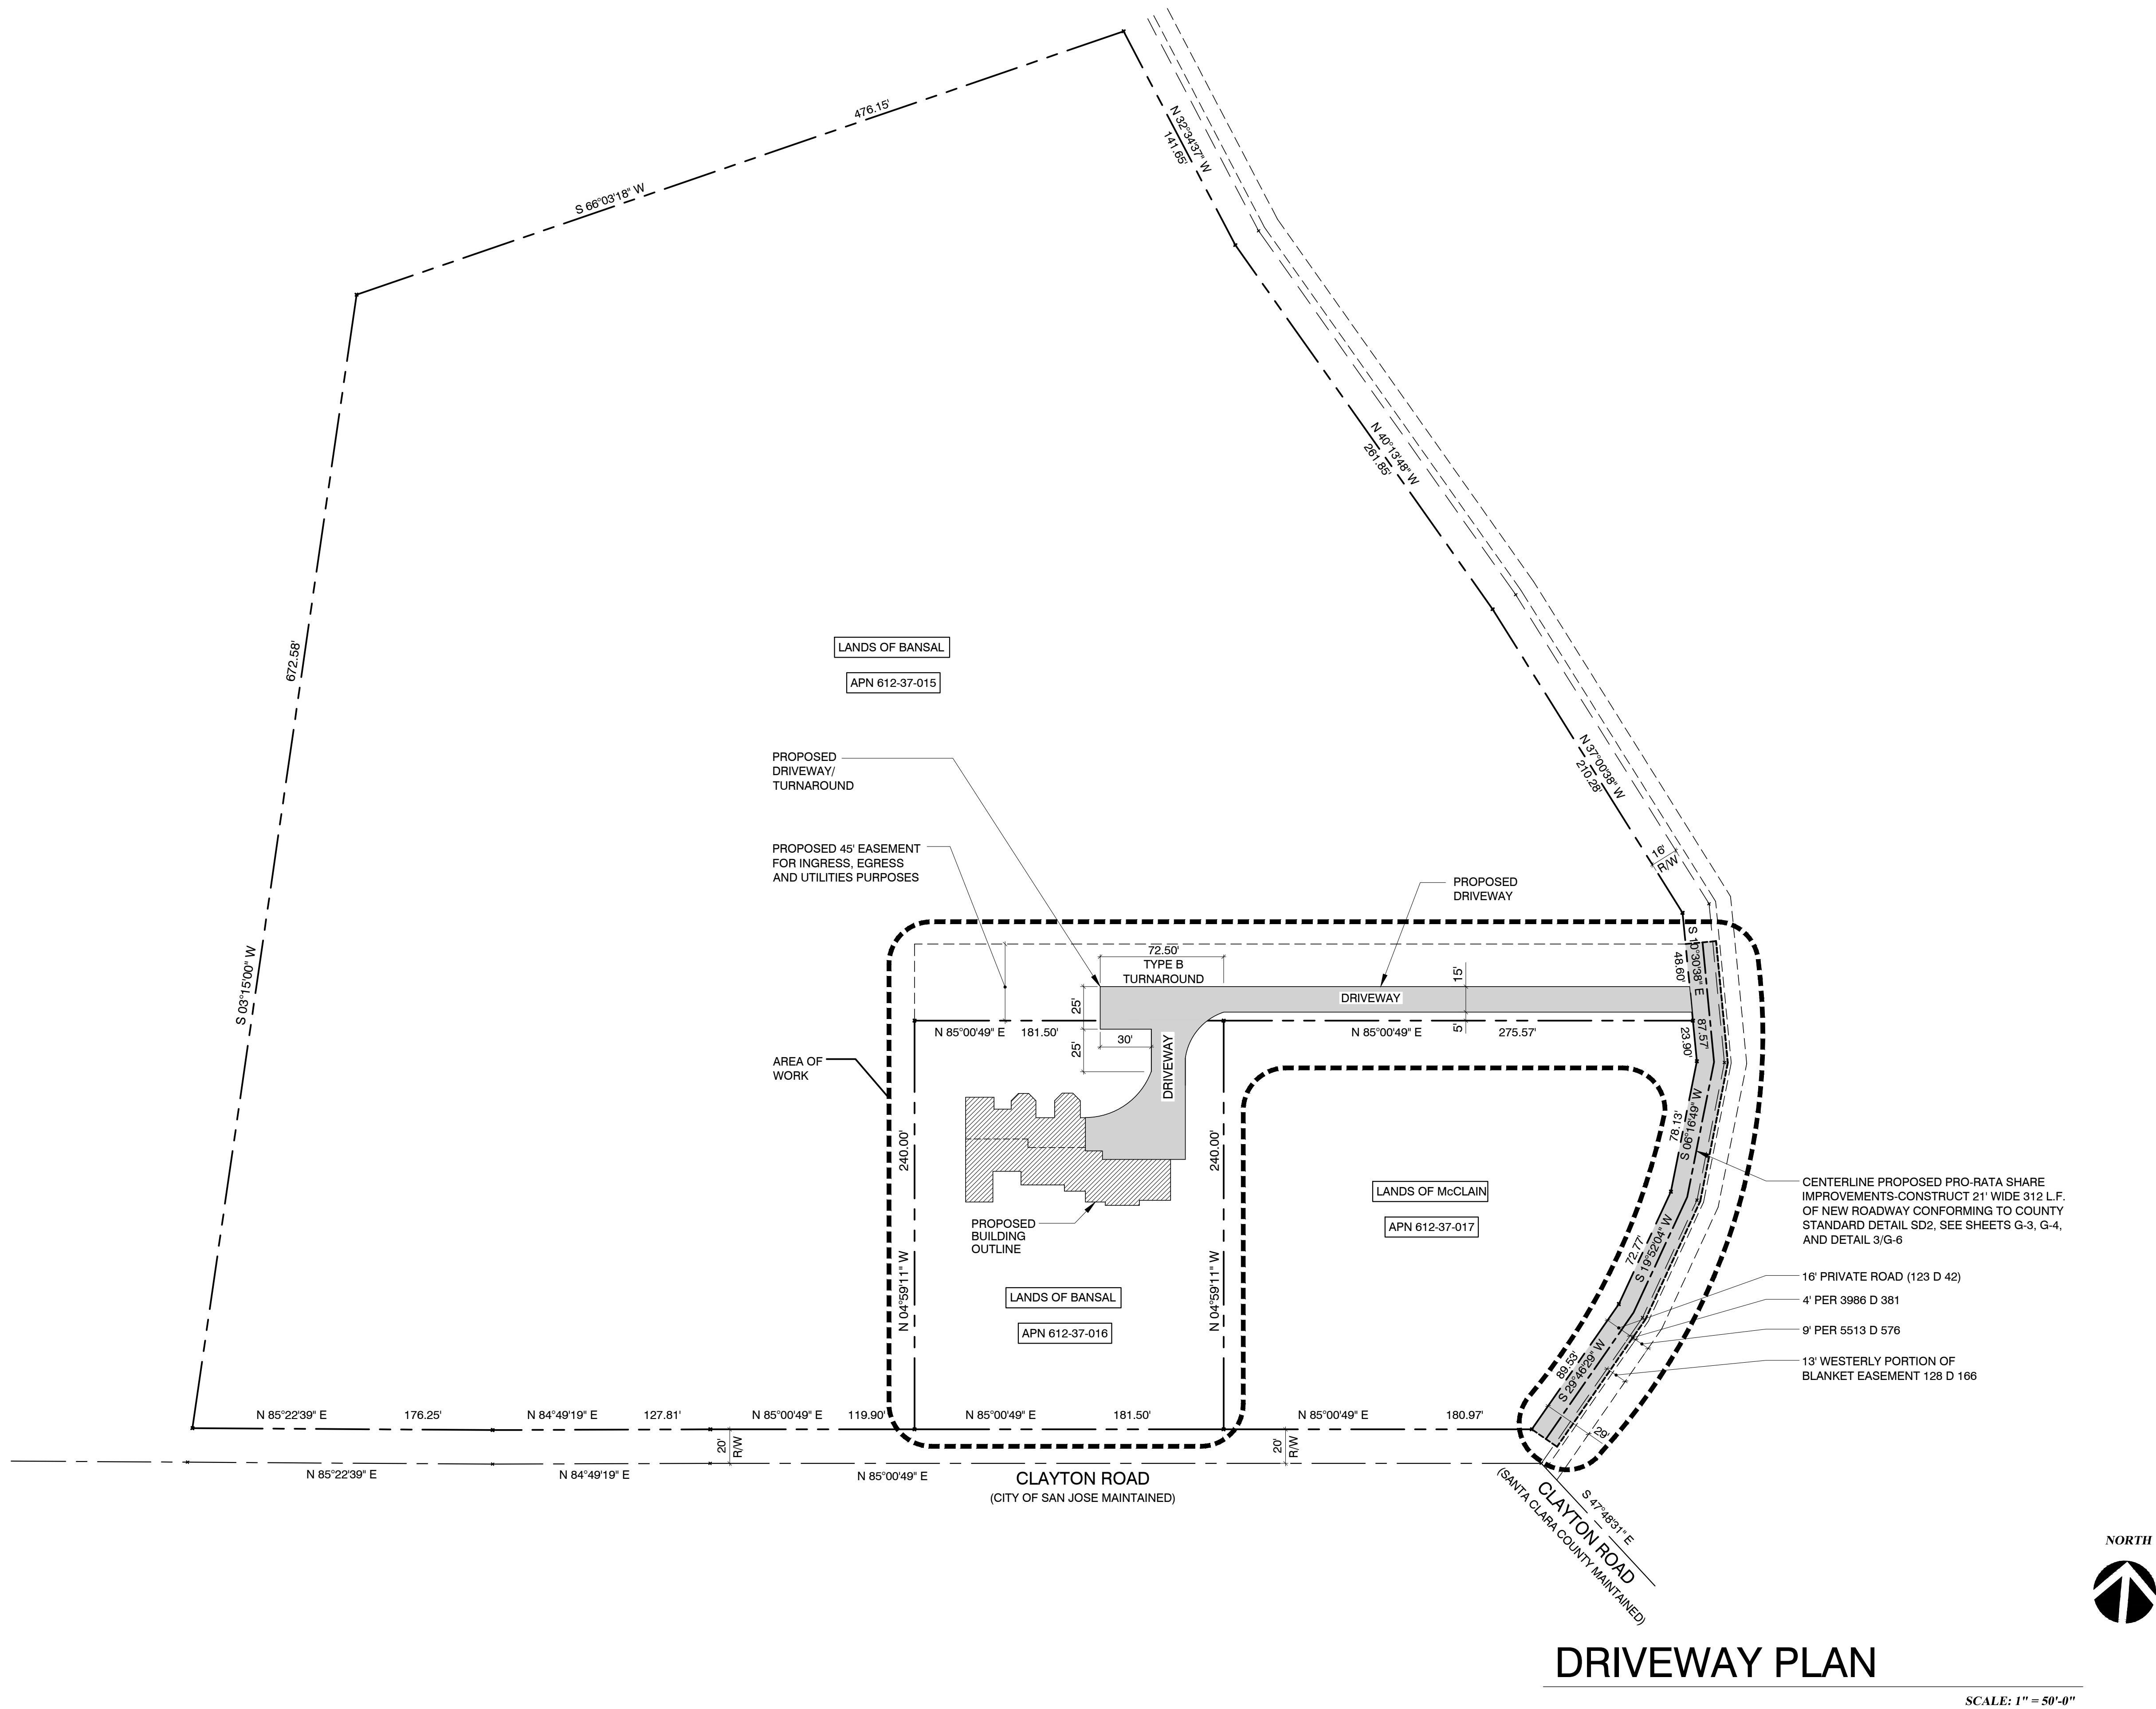 476.15'
S 66°03'18" W
N 32°34'37" W
141.65'
N 40°13'48" W
261.85'
672.58'
S 03°15'00" W
LANDS OF BANSAL
APN 612-37-015
N 37°00'38" W
210.28'
16'
R/W
PROPOSED
DRIVEWAY/
TURNAROUND
PROPOSED 45' EASEMENT
FOR INGRESS, EGRESS
AND UTILITIES PURPOSES
PROPOSED
DRIVEWAY
72.50'
TYPE B
TURNAROUND
15'
S 10°30'38" E
48.60'
25'
DRIVEWAY
5'
N 85°00'49" E
181.50'
N 85°00'49" E
275.57'
87.57'
23.90'
30'
25'
DRIVEWAY
AREA OF
WORK
240.00'
240.00'
78.13'
S 06°16'49" W
LANDS OF McCLAIN
APN 612-37-017
CENTERLINE PROPOSED PRO-RATA SHARE
IMPROVEMENTS-CONSTRUCT 21' WIDE 312 L.F.
OF NEW ROADWAY CONFORMING TO COUNTY
STANDARD DETAIL SD2, SEE SHEETS G-3, G-4,
AND DETAIL 3/G-6
PROPOSED
BUILDING
OUTLINE
72.77'
S 19°52'04" W
N 04°59'11" W
N 04°59'11" W
LANDS OF BANSAL
APN 612-37-016
16' PRIVATE ROAD (123 D 42)
4' PER 3986 D 381
9' PER 5513 D 576
13' WESTERLY PORTION OF
BLANKET EASEMENT 128 D 166
89.53'
S 29°46'29" W
29'
N 85°22'39" E
176.25'
N 84°49'19" E
127.81'
N 85°00'49" E
119.90'
N 85°00'49" E
181.50'
N 85°00'49" E
180.97'
20'
R/W
20'
R/W
N 85°22'39" E
N 84°49'19" E
N 85°00'49" E
CLAYTON ROAD
(CITY OF SAN JOSE MAINTAINED)
S 47°48'31" E
CLAYTON ROAD
(SANTA CLARA COUNTY MAINTAINED)
NORTH
DRIVEWAY PLAN
SCALE: 1" = 50'-0"